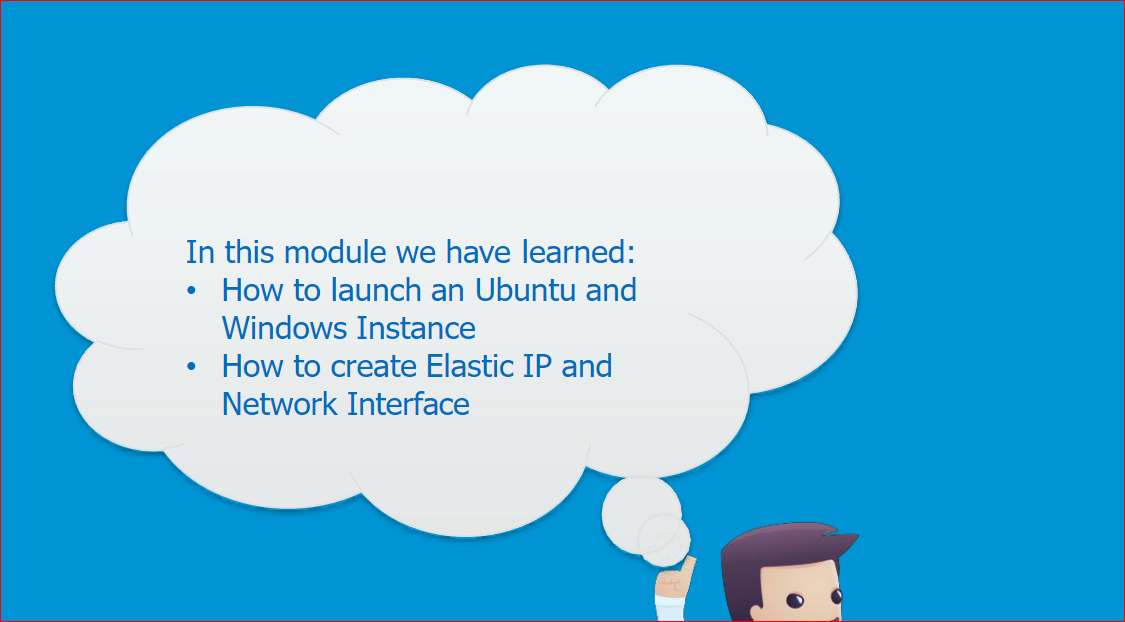 In this module we have learned:
• How to launch an Ubuntu and
Windows Instance
• How to create Elastic IP and
Network Interface